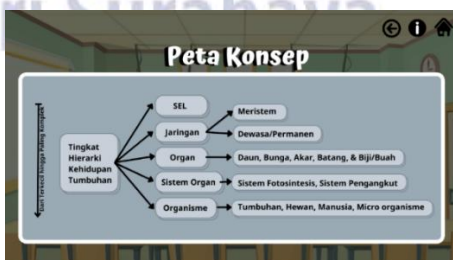 Peta Konsep
Dari Terkecil hingga Paling Kompleks
Tingkat
Hierarki
Kehidupan
Tumbuhan
SEL
Jaringan
Meristem
Dewasa/Permanen
Organ
Daun, Bunga, Akar, Batang, & Biji/Buah
Sistem Organ
Sistem Fotosintesis, Sistem Pengangkut
Organisme
Tumbuhan, Hewan, Manusia, Micro organisme